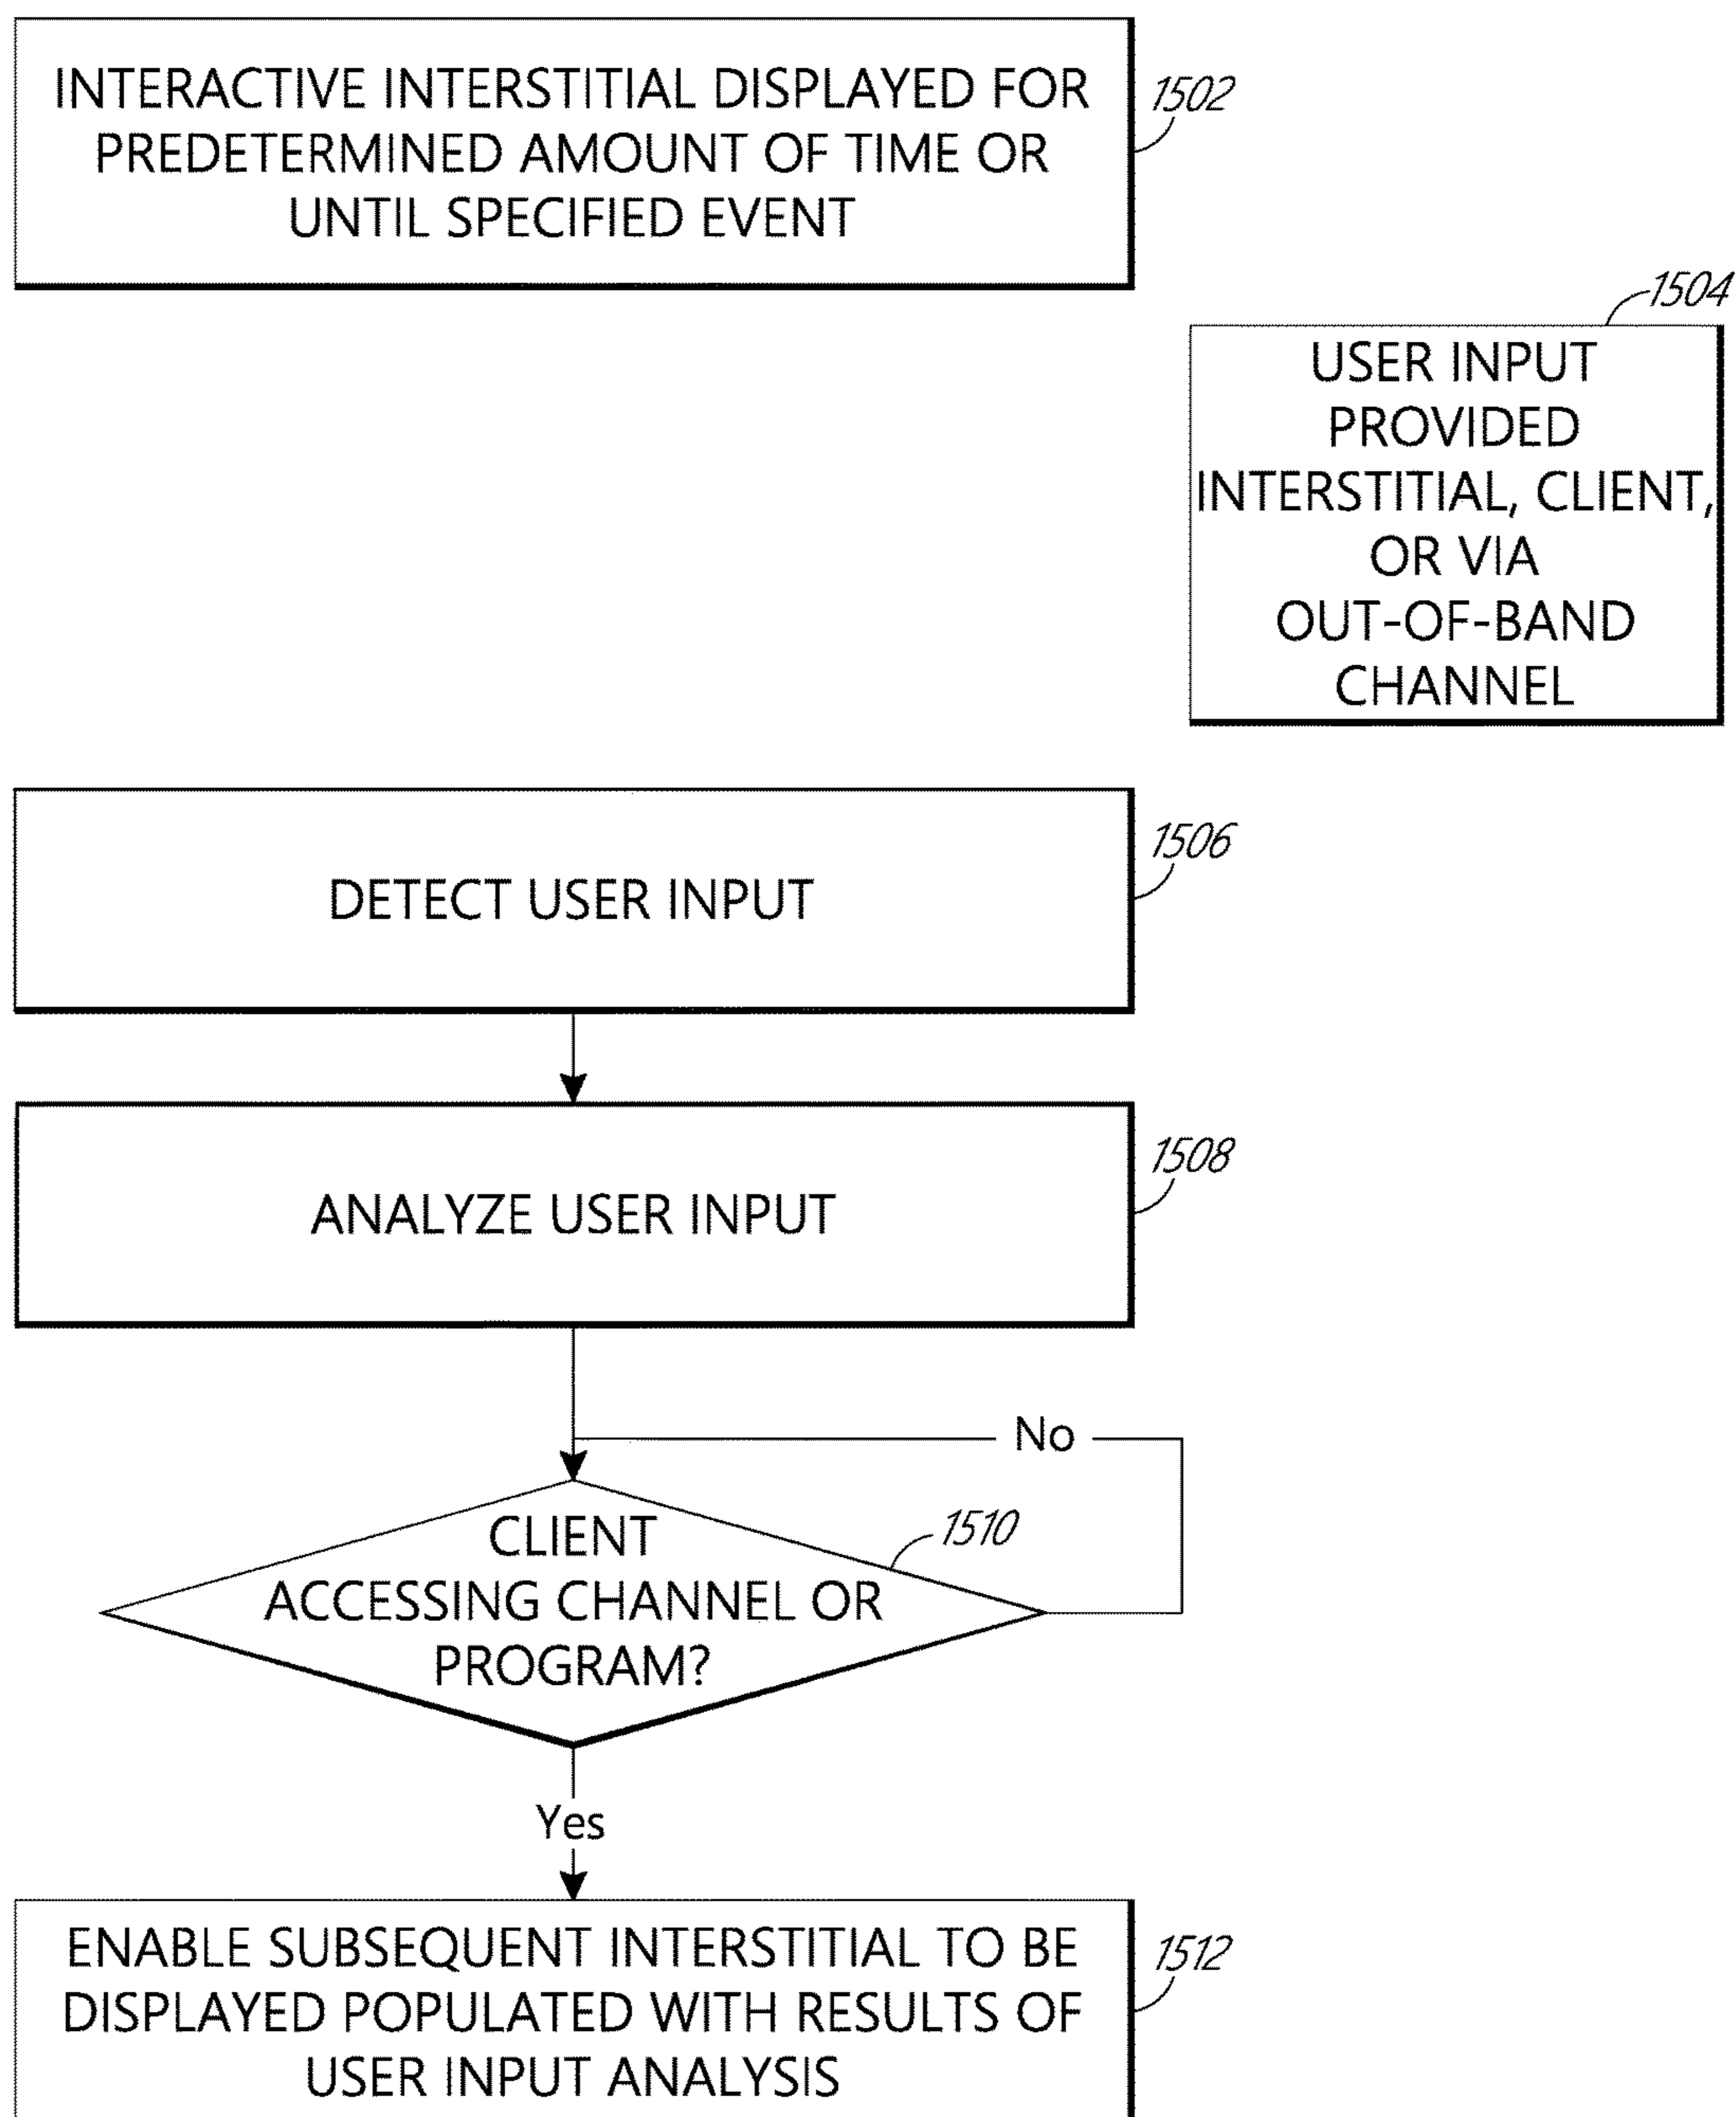 INTERACTIVE INTERSTITIAL DISPLAYED FOR
PREDETERMINED AMOUNT OF TIME OR
UNTIL SPECIFIED EVENT
1502
1504
USER INPUT
PROVIDED
INTERSTITIAL, CLIENT,
OR VIA
OUT-OF-BAND
CHANNEL
DETECT USER INPUT
1506
ANALYZE USER INPUT
1508
No
CLIENT
ACCESSING CHANNEL OR
PROGRAM?
1510
Yes
ENABLE SUBSEQUENT INTERSTITIAL TO BE
DISPLAYED POPULATED WITH RESULTS OF
USER INPUT ANALYSIS
1512